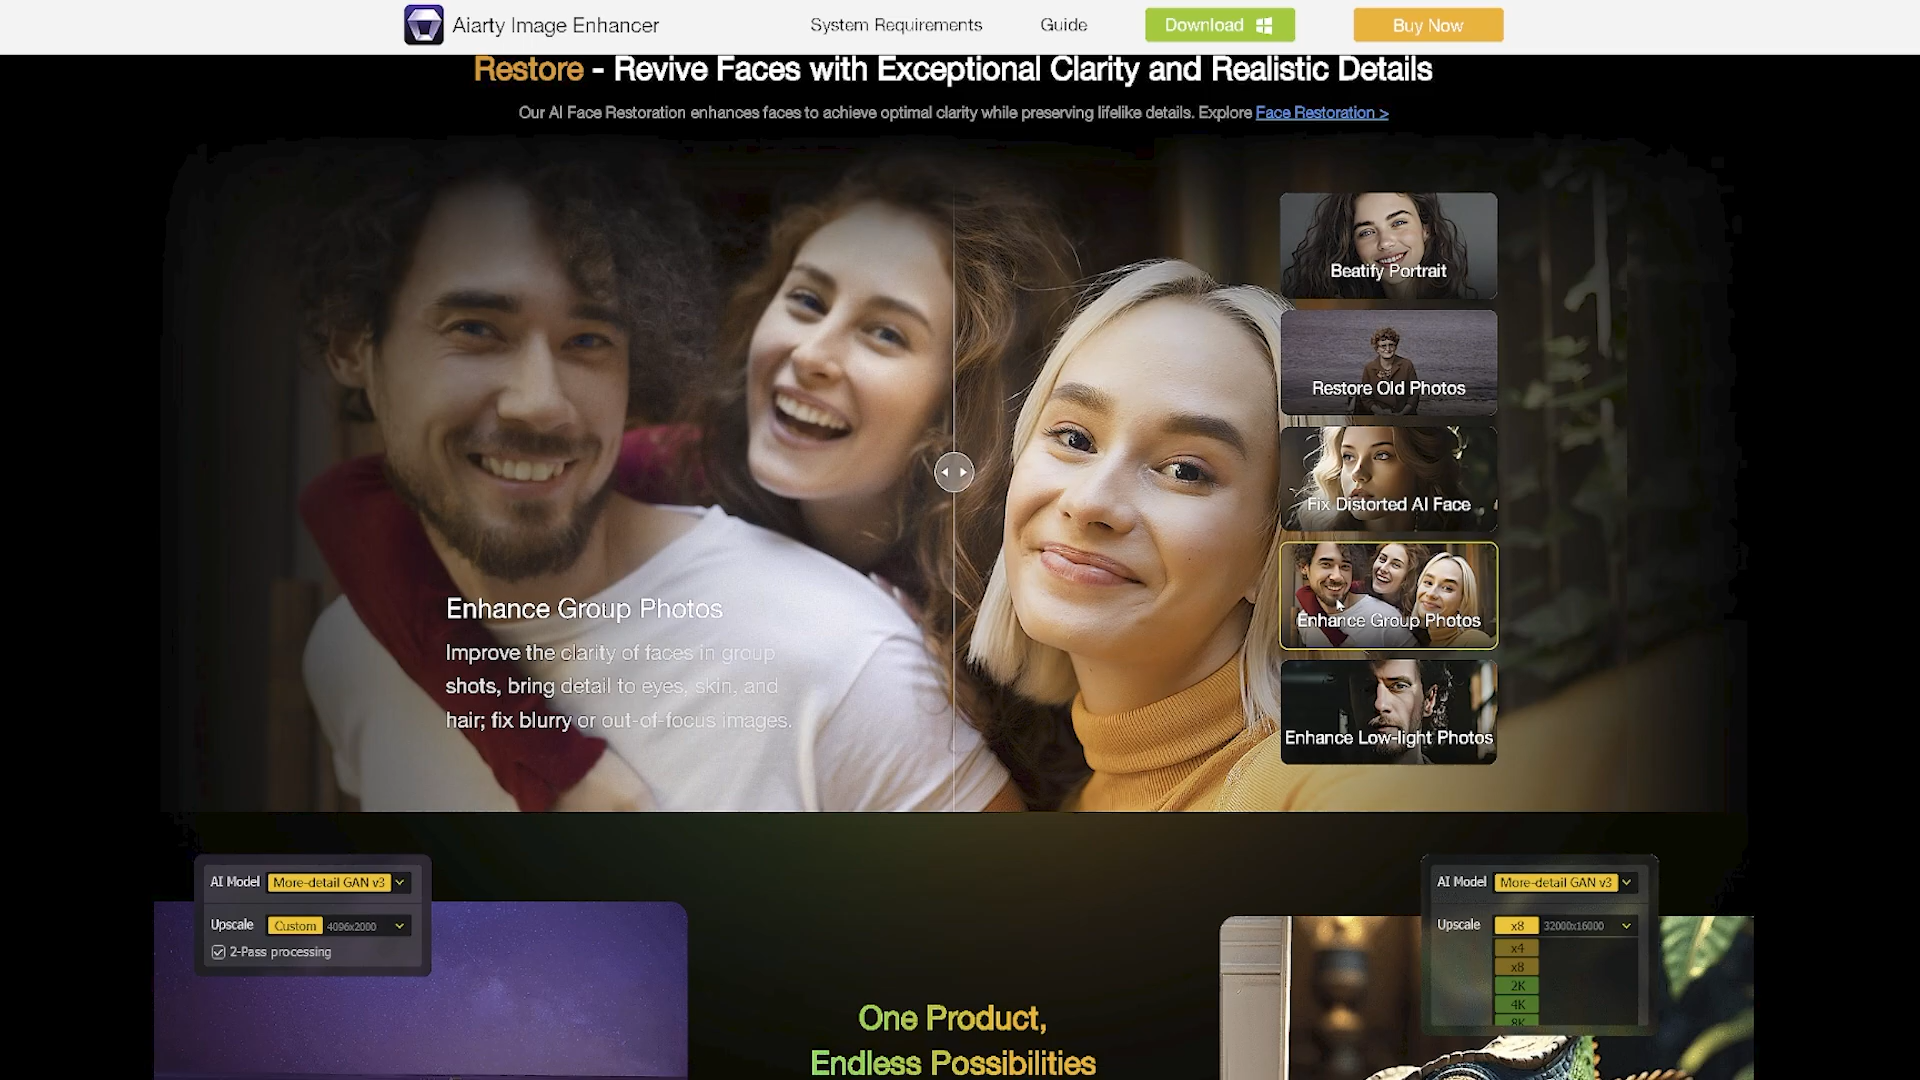 Aiarty Image Enhancer
System Requirements
Guide
Download
Buy Now
Restore - Revive Faces with Exceptional Clarity and Realistic Details
Our AI Face Restoration enhances faces to achieve optimal clarity while preserving lifelike details. Explore Face Restoration >
Beatify Portrait
Restore Old Photos
Fix Distorted AI Face
Enhance Group Photos
Enhance Low-light Photos
Enhance Group Photos
Improve the clarity of faces in group
shots, bring detail to eyes, skin, and
hair; fix blurry or out-of-focus images.
AI Model More-detail GAN v3
Upscale Custom 4096x2000
2-Pass processing
AI Model More-detail GAN v3
Upscale x8 32000x16000
x4
x8
2K
4K
8K
One Product,
Endless Possibilities